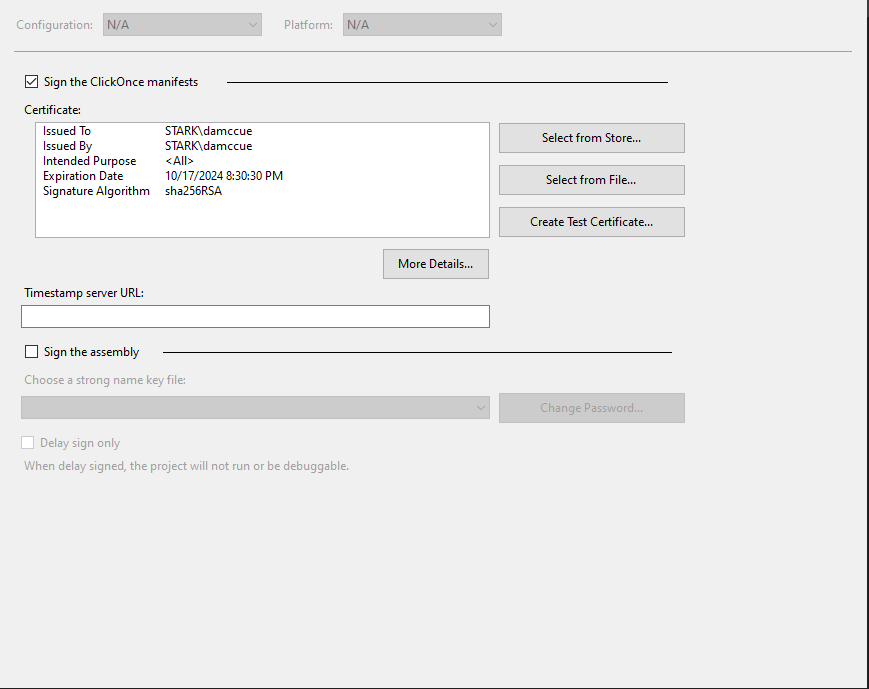 Configuration: N/A Platform: N/A
Sign the ClickOnce manifests
Certificate:
Issued To STARK\damccue
Issued By STARK\damccue
Intended Purpose <All>
Expiration Date 10/17/2024 8:30:30 PM
Signature Algorithm sha256RSA
Select from Store...
Select from File...
Create Test Certificate...
More Details...
Timestamp server URL:
Sign the assembly
Choose a strong name key file:
Change Password...
Delay sign only
When delay signed, the project will not run or be debuggable.